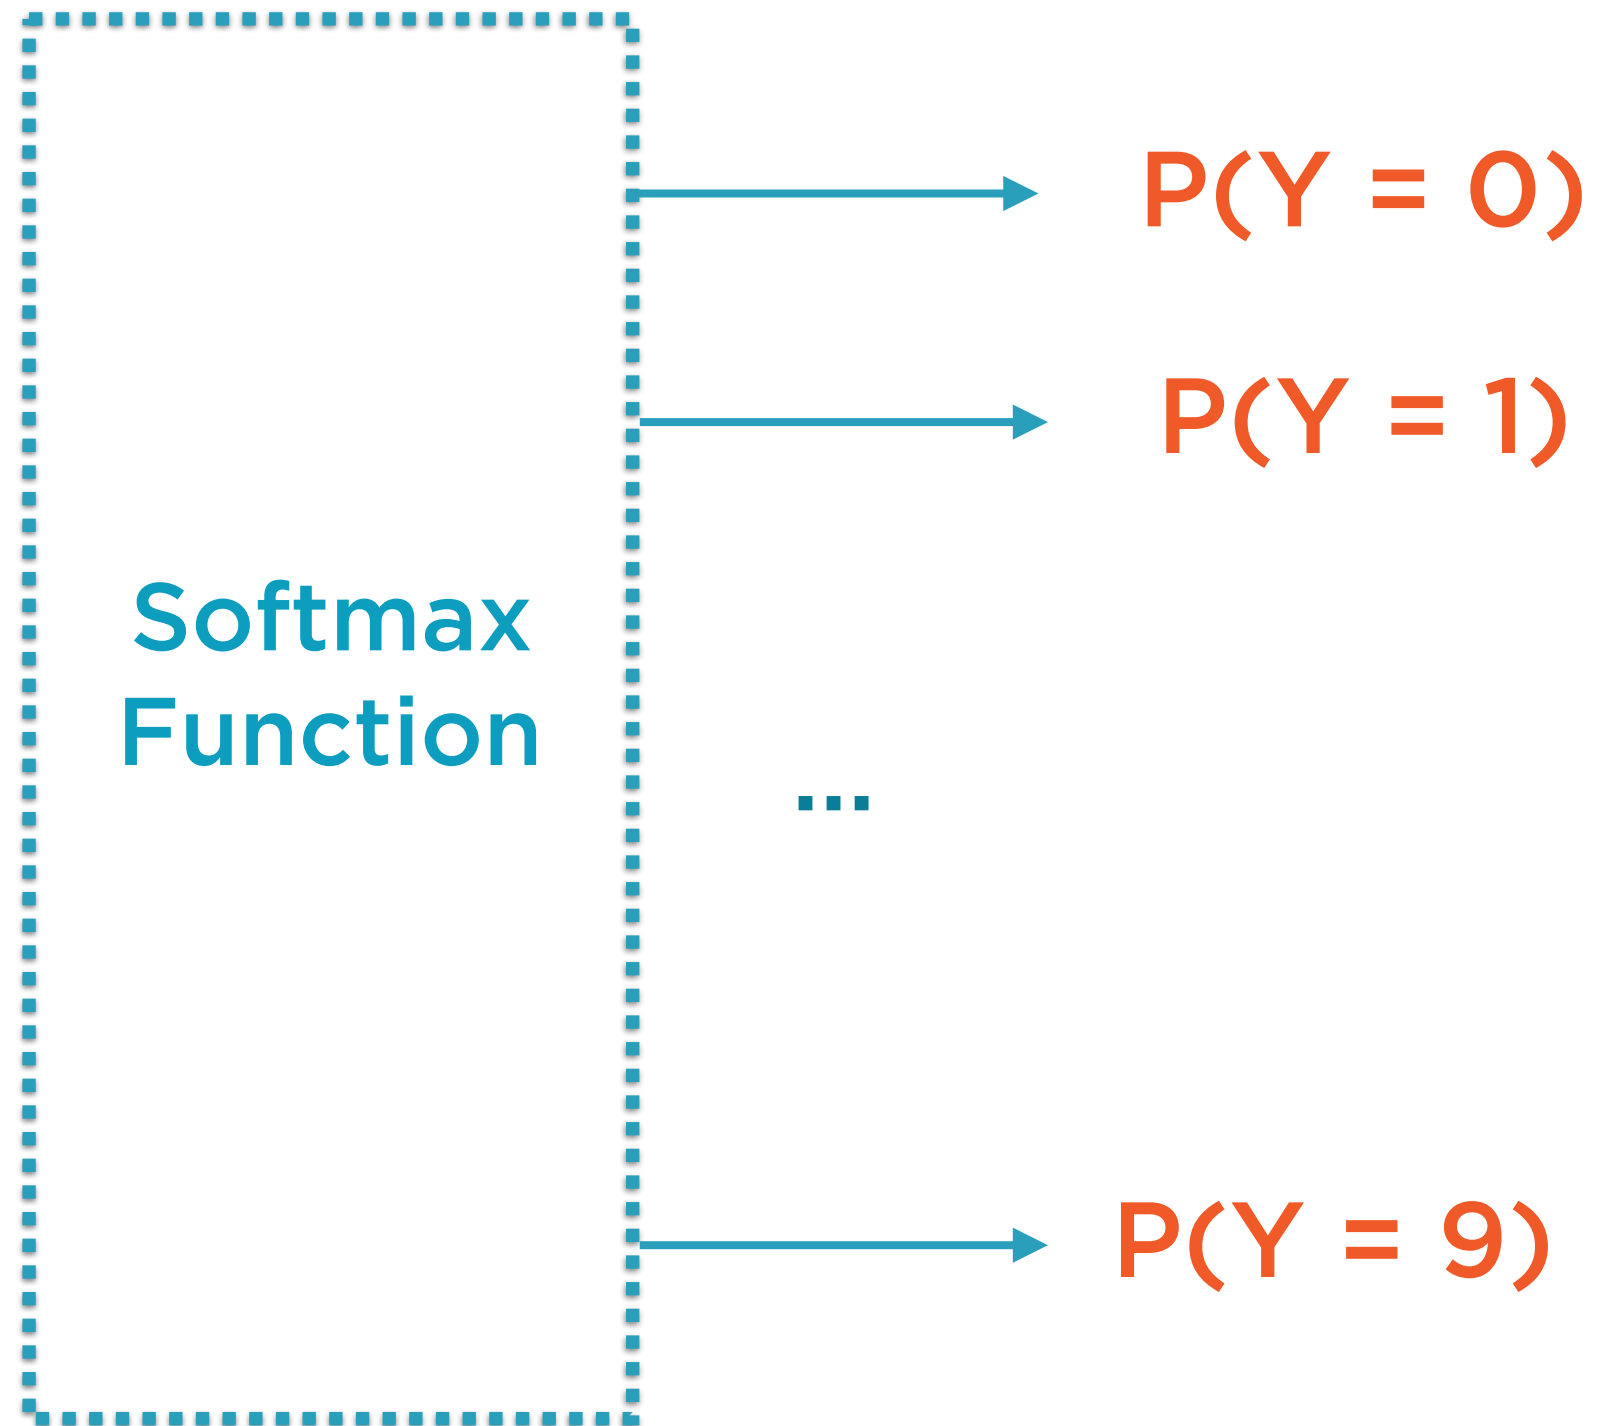 P(Y = 0)
P(Y = 1)
Softmax
Function
...
P(Y = 9)